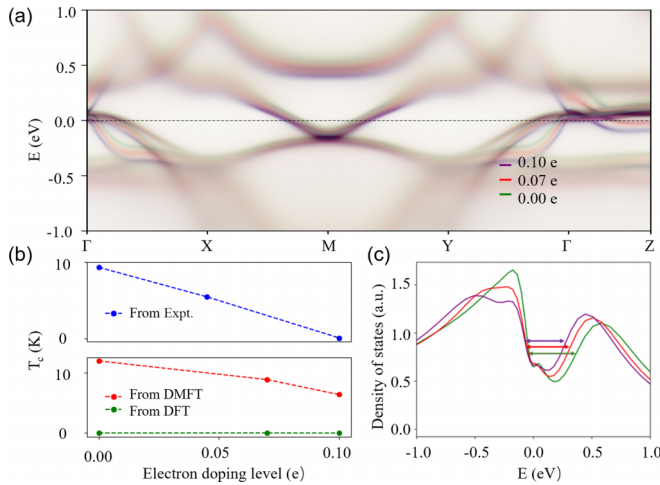 (a)
1.0
0.5
0.0
-0.5
-1.0
E (eV)
0.10 e
0.07 e
0.00 e
Γ X M Y Γ Z
(b)
10
0
From Expt.
10
0
From DMFT
From DFT
T_c (K)
0.00 0.05 0.10
Electron doping level (e)
(c)
1.5
1.0
0.5
0.0
Density of states (a.u.)
-1.0 -0.5 0.0 0.5 1.0
E (eV)